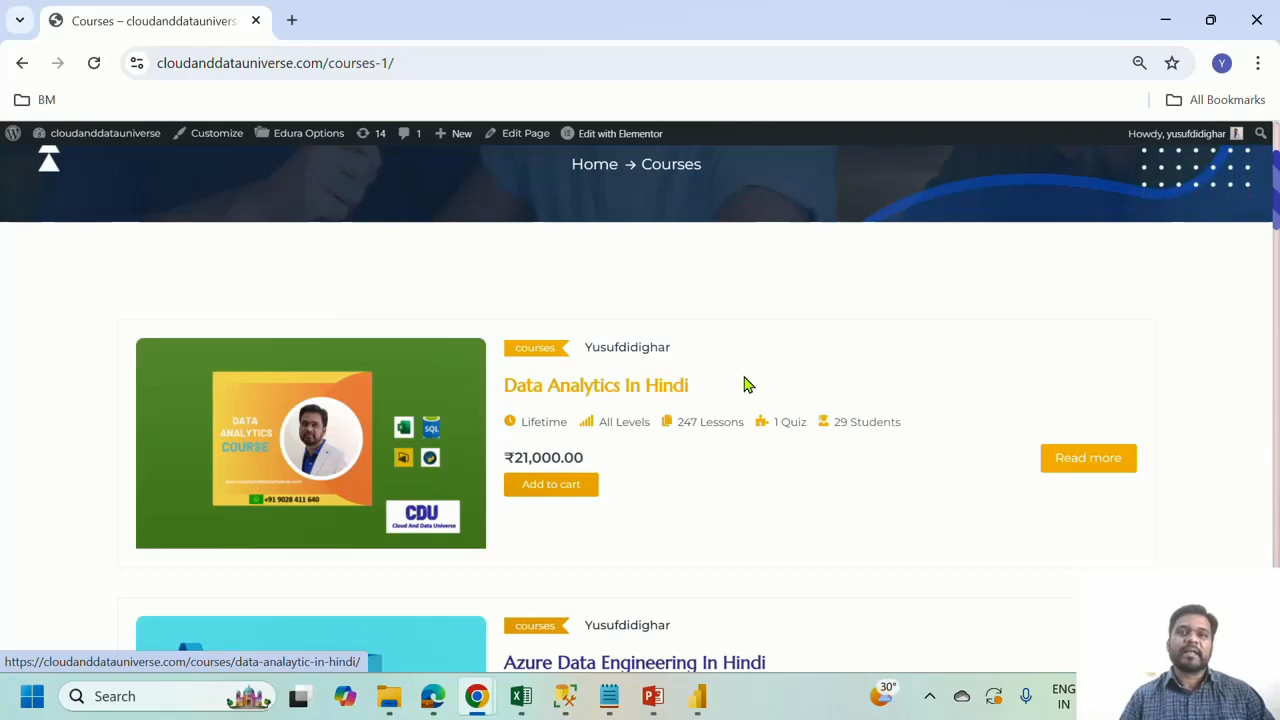 Courses – cloudanddatauniverse
cloudanddatauniverse.com/courses-1/
Y
BM
All Bookmarks
cloudanddatauniverse
Customize
Edura Options
14
1
New
Edit Page
Edit with Elementor
Howdy, yusufdidighar
Home → Courses
courses
Yusufdidighar
Data Analytics In Hindi
Lifetime
All Levels
247 Lessons
1 Quiz
29 Students
₹21,000.00
Read more
Add to cart
DATA
ANALYTICS
COURSE
SQL
www.cloudanddatauniverse.com
+91 9028 411 640
CDU
Cloud And Data Universe
courses
Yusufdidighar
Azure Data Engineering In Hindi
https://cloudanddatauniverse.com/courses/data-analaytic-in-hindi/
Search
30°
ENG
IN